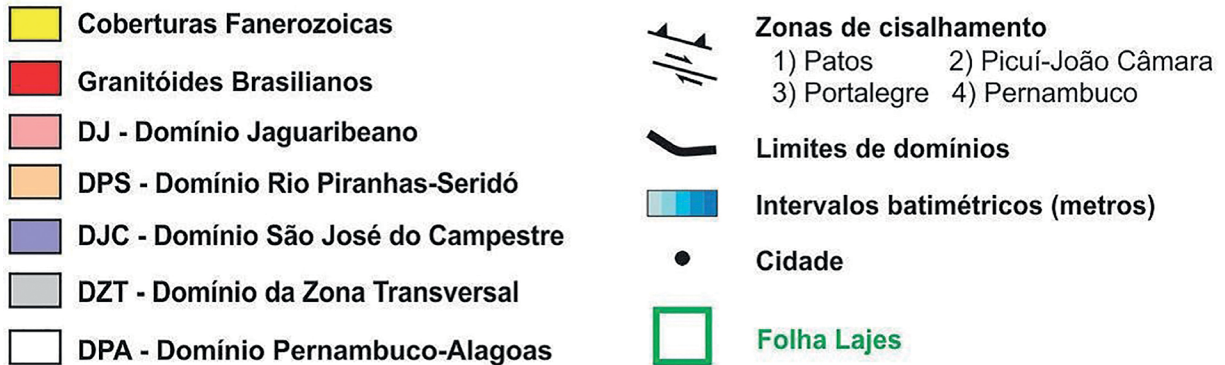 Coberturas Fanerozoicas
Granitóides Brasilianos
DJ - Domínio Jaguaribeano
DPS - Domínio Rio Piranhas-Seridó
DJC - Domínio São José do Campestre
DZT - Domínio da Zona Transversal
DPA - Domínio Pernambuco-Alagoas
Zonas de cisalhamento
1) Patos 2) Picuí-João Câmara
3) Portalegre 4) Pernambuco
Limites de domínios
Intervalos batimétricos (metros)
Cidade
Folha Lajes